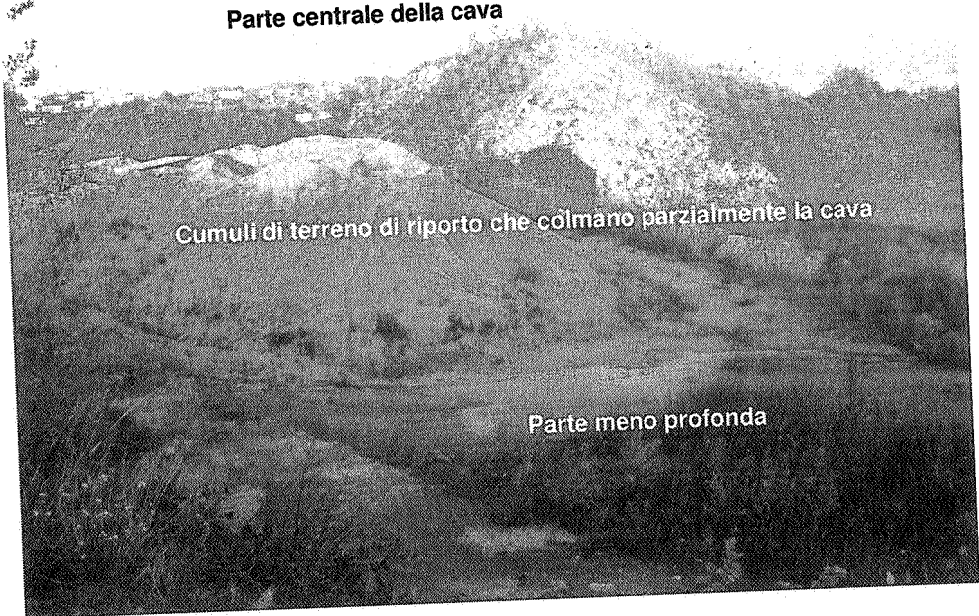 Parte centrale della cava
Cumuli di terreno di riporto che colmano parzialmente la cava
Parte meno profonda